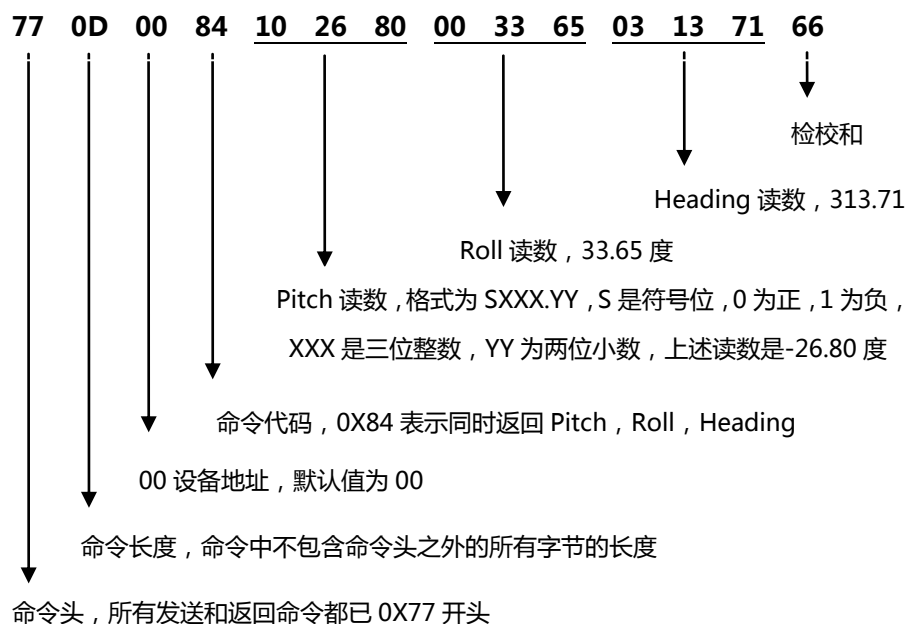 77 0D 00 84 10 26 80 00 33 65 03 13 71 66
检校和
Heading 读数，313.71
Roll 读数，33.65 度
Pitch 读数，格式为 SXXX.YY，S 是符号位，0 为正，1 为负，
XXX 是三位整数，YY 为两位小数，上述读数是-26.80 度
命令代码，0X84 表示同时返回 Pitch，Roll，Heading
00 设备地址，默认值为 00
命令长度，命令中不包含命令头之外的所有字节的长度
命令头，所有发送和返回命令都已 0X77 开头